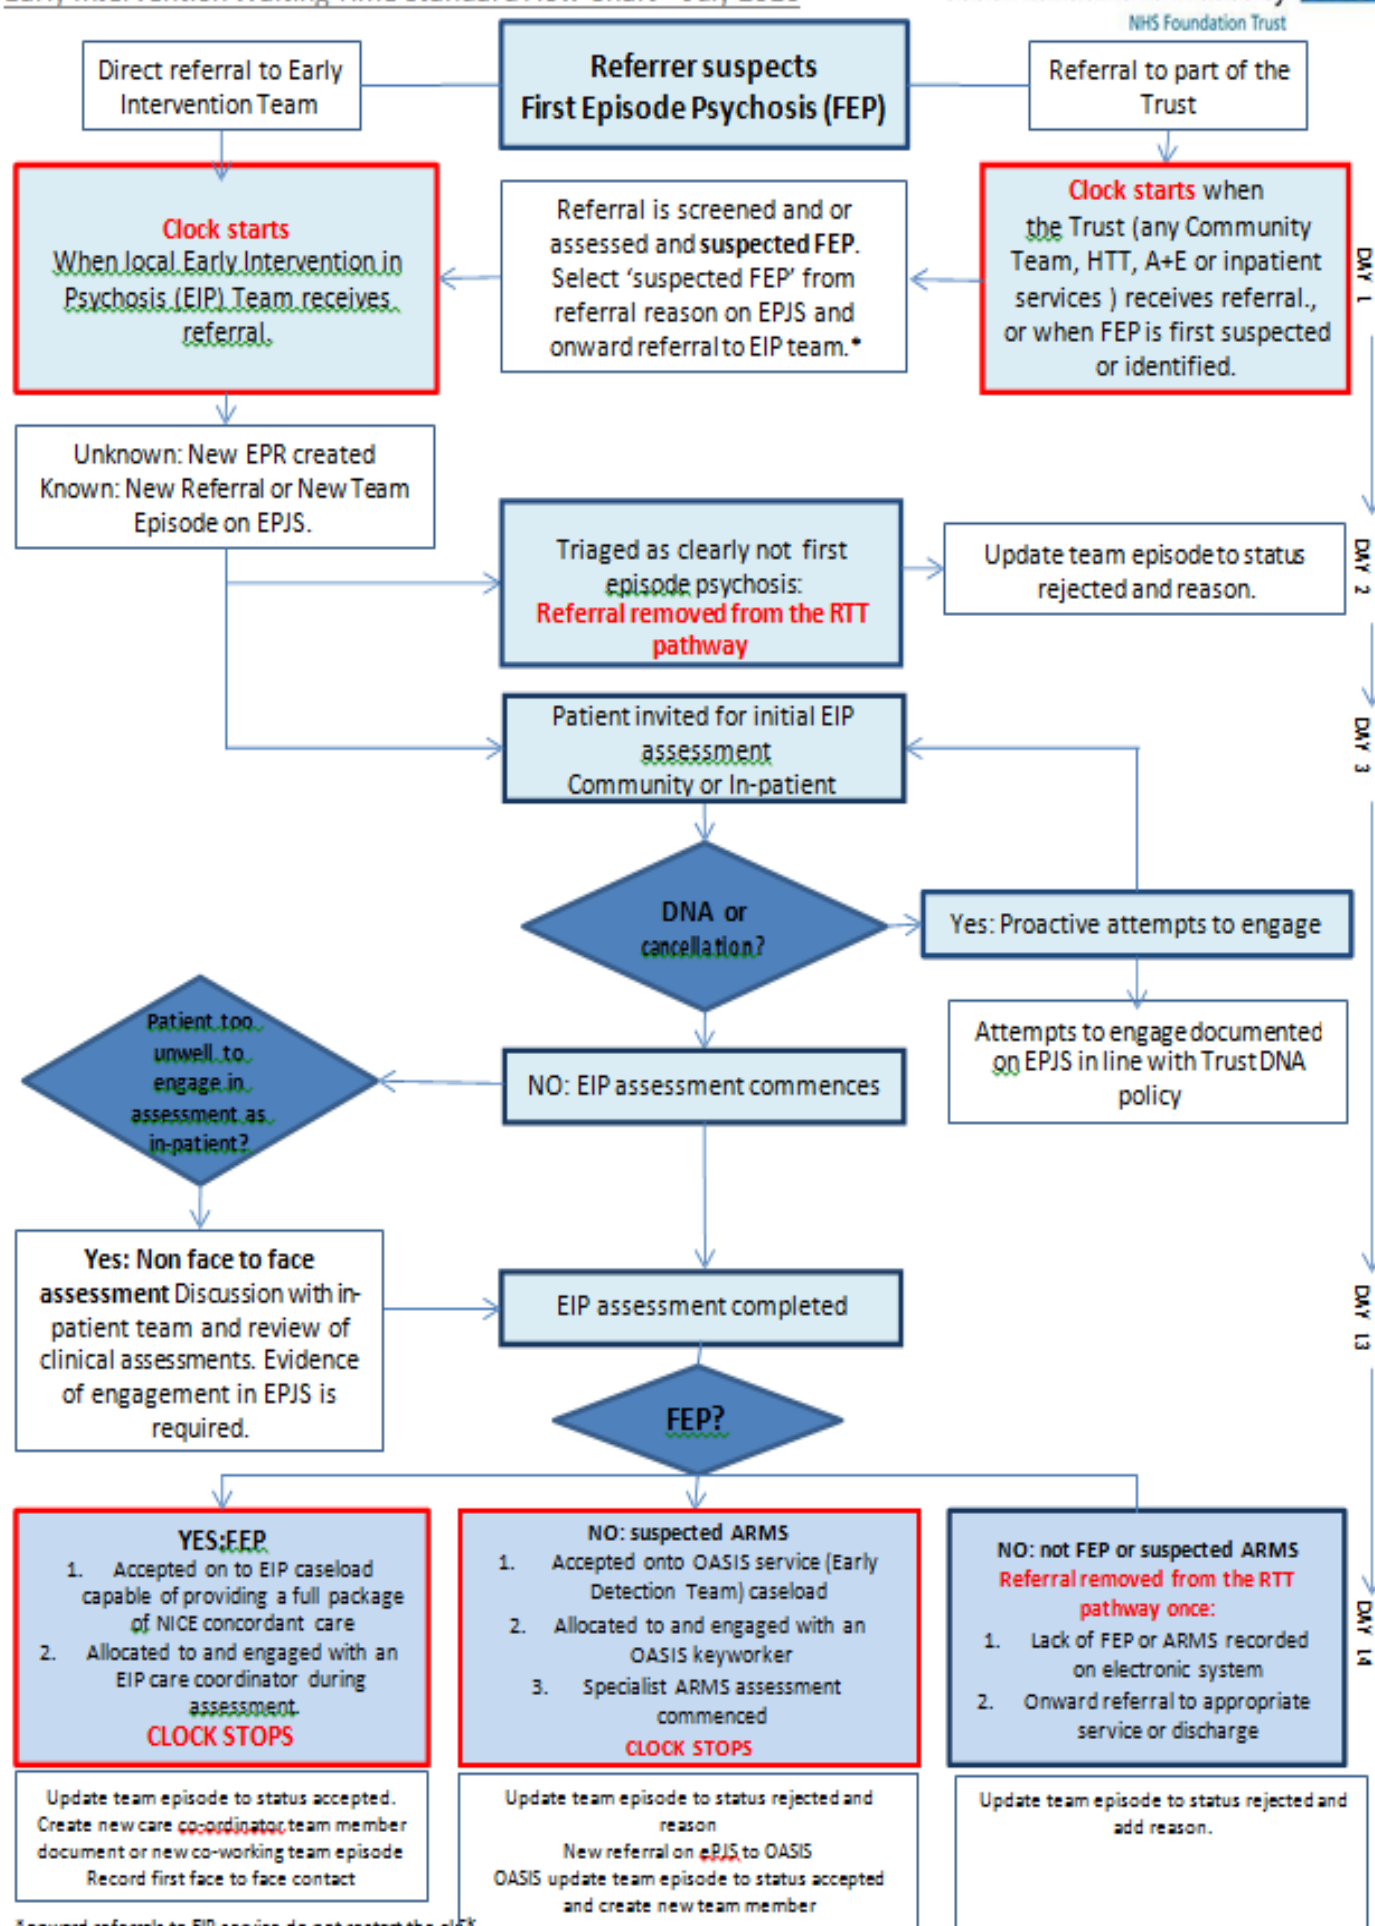 NHS Foundation Trust
Direct referral to Early
Intervention Team
Referrer suspects
First Episode Psychosis (FEP)
Referral to part of the
Trust
Clock starts
When local Early Intervention in
Psychosis (EIP) Team receives
referral.
Referral is screened and or
assessed and suspected FEP.
Select ‘suspected FEP’ from
referral reason on EPJS and
onward referral to EIP team.*
Clock starts when
the Trust (any Community
Team, HTT, A+E or inpatient
services ) receives referral.,
or when FEP is first suspected
or identified.
DAY 1
Unknown: New EPR created
Known: New Referral or New Team
Episode on EPJS.
Triaged as clearly not first
episode psychosis:
Referral removed from the RTT
pathway
Update team episode to status
rejected and reason.
DAY 2
Patient invited for initial EIP
assessment
Community or In-patient
DAY 3
DNA or
cancellation?
Yes: Proactive attempts to engage
Attempts to engage documented
on EPJS in line with Trust DNA
policy
Patient too
unwell to
engage in
assessment as
in-patient?
NO: EIP assessment commences
Yes: Non face to face
assessment Discussion with in-
patient team and review of
clinical assessments. Evidence
of engagement in EPJS is
required.
EIP assessment completed
DAY 13
FEP?
YES:FEP
1. Accepted on to EIP caseload
capable of providing a full package
of NICE concordant care
2. Allocated to and engaged with an
EIP care coordinator during
assessment.
CLOCK STOPS
NO: suspected ARMS
1. Accepted onto OASIS service (Early
Detection Team) caseload
2. Allocated to and engaged with an
OASIS keyworker
3. Specialist ARMS assessment
commenced
CLOCK STOPS
NO: not FEP or suspected ARMS
Referral removed from the RTT
pathway once:
1. Lack of FEP or ARMS recorded
on electronic system
2. Onward referral to appropriate
service or discharge
DAY 14
Update team episode to status accepted.
Create new care co-ordinator team member
document or new co-working team episode
Record first face to face contact
Update team episode to status rejected and
reason
New referral on ePJS to OASIS
OASIS update team episode to status accepted
and create new team member
Update team episode to status rejected and
add reason.